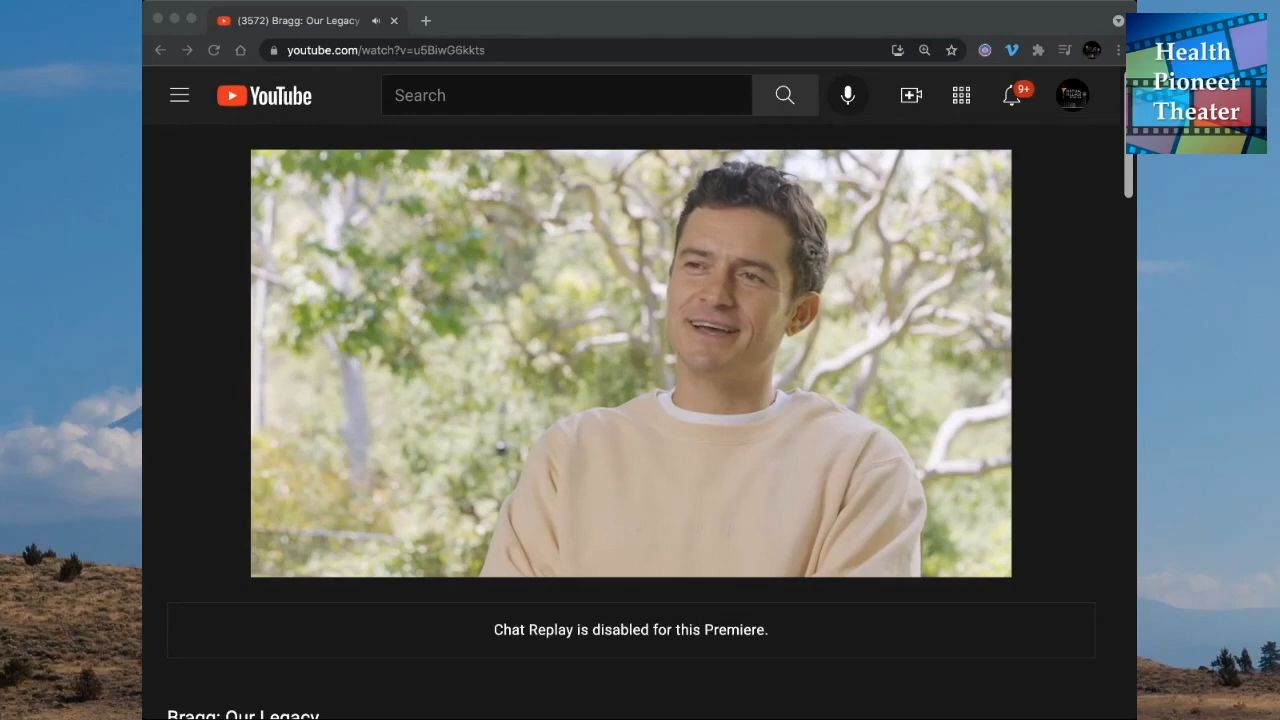 (3572) Bragg: Our Legacy
youtube.com/watch?v=u5BiwG6kkts
YouTube
Search
9+
Health
Pioneer
Theater
Chat Replay is disabled for this Premiere.
Bragg: Our Legacy